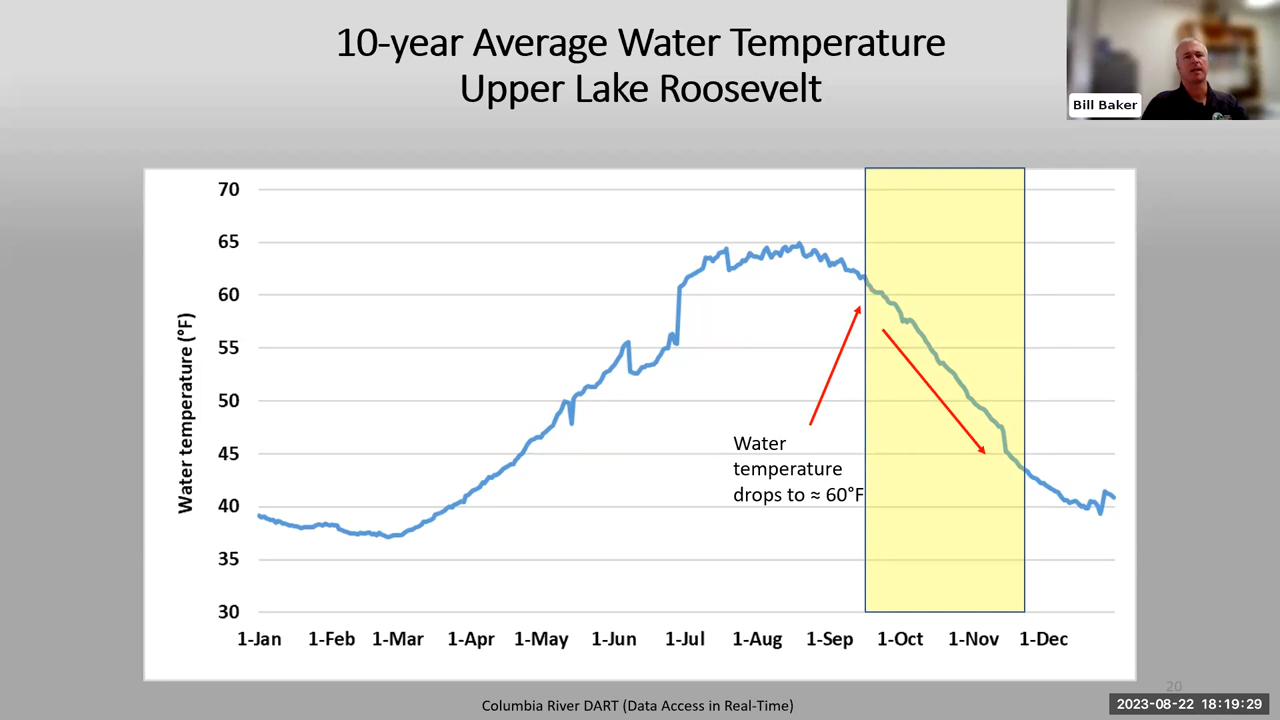 10-year Average Water Temperature
Upper Lake Roosevelt
Bill Baker
70
65
60
55
50
45
40
35
30
Water temperature (°F)
Water
temperature
drops to ≈ 60°F
1-Jan 1-Feb 1-Mar 1-Apr 1-May 1-Jun 1-Jul 1-Aug 1-Sep 1-Oct 1-Nov 1-Dec
20
Columbia River DART (Data Access in Real-Time)
2023-08-22 18:19:29